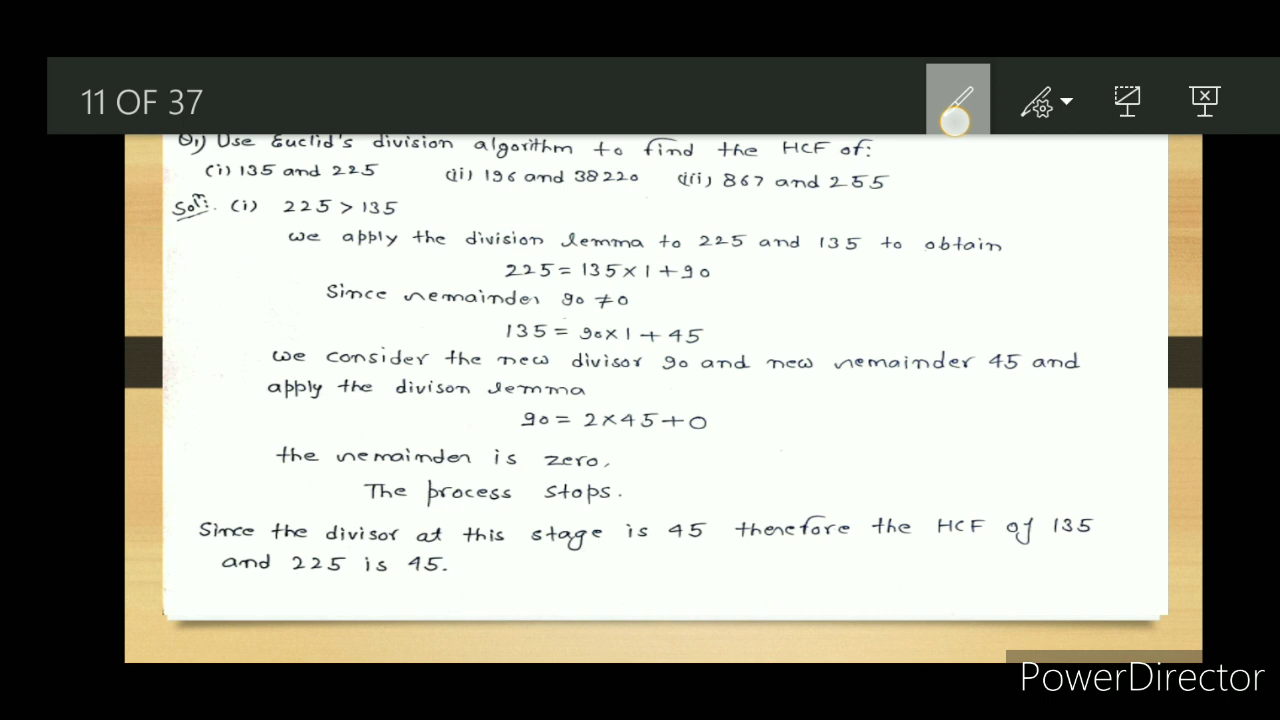 11 OF 37
Q1) Use Euclid's division algorithm to find the HCF of:
(i) 135 and 225 (ii) 196 and 38220 (iii) 867 and 255
Soln. (i) 225 > 135
we apply the division lemma to 225 and 135 to obtain
225 = 135 × 1 + 90
Since remainder 90 ≠ 0
135 = 90 × 1 + 45
we consider the new divisor 90 and new remainder 45 and
apply the divison lemma
90 = 2 × 45 + 0
the remainder is zero,
The process stops.
Since the divisor at this stage is 45 therefore the HCF of 135
and 225 is 45.
PowerDirector